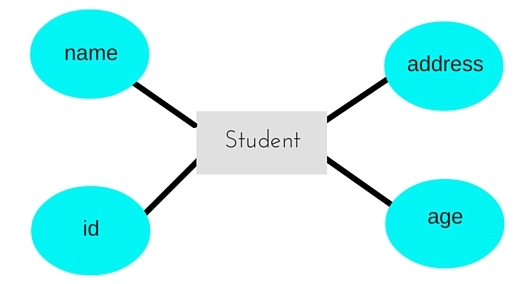 name
address
Student
id
age